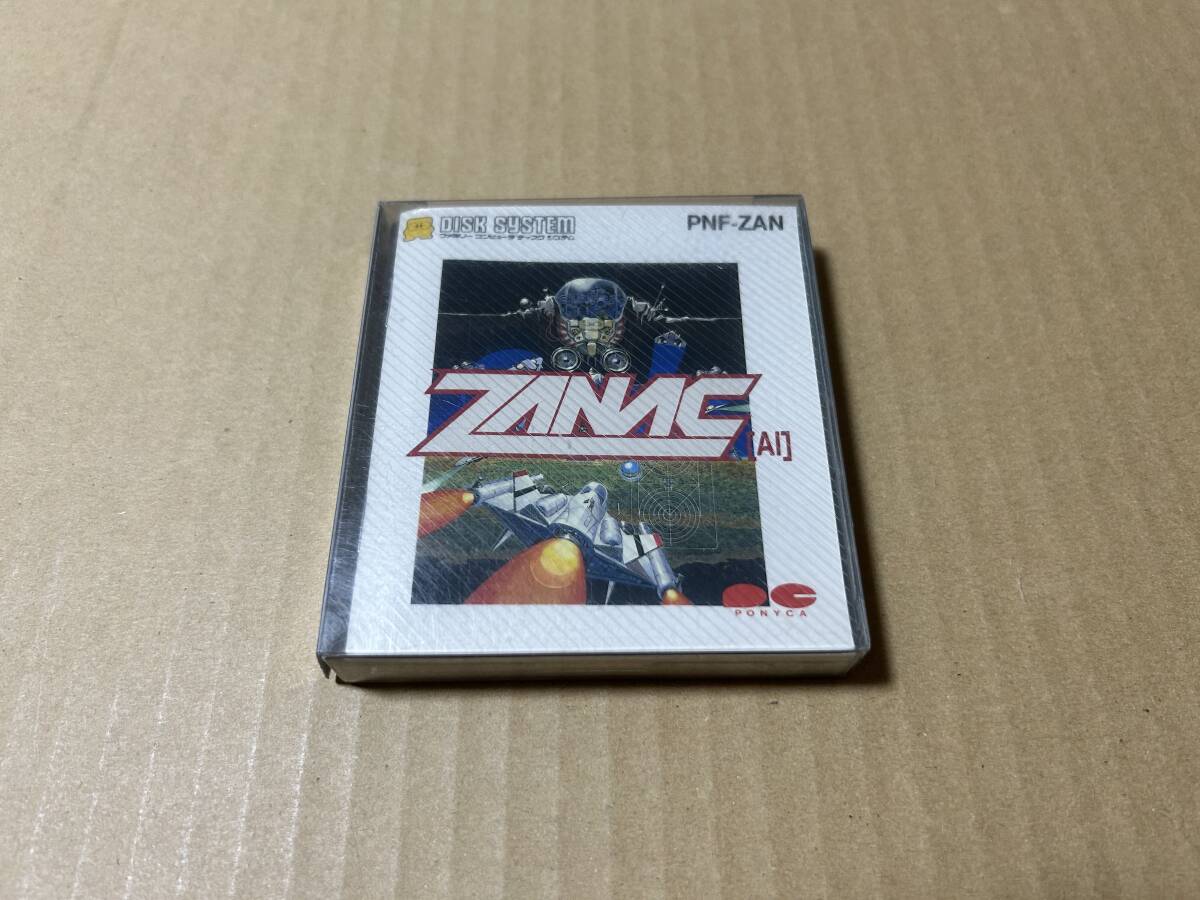 DISK SYSTEM
ファミリー コンピュータ ディスク システム
PNF-ZAN
ZANAC
[AI]
PONYCA